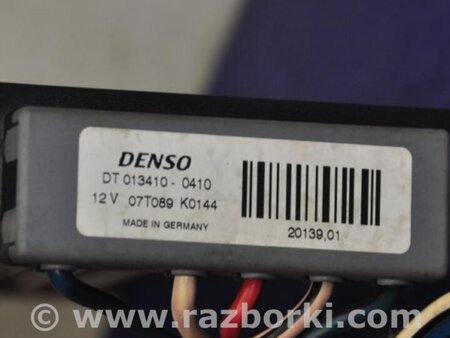 DENSO
DT 013410 - 0410
12 V 07T089 K0144
MADE IN GERMANY
20139,01
© www.razborki.com